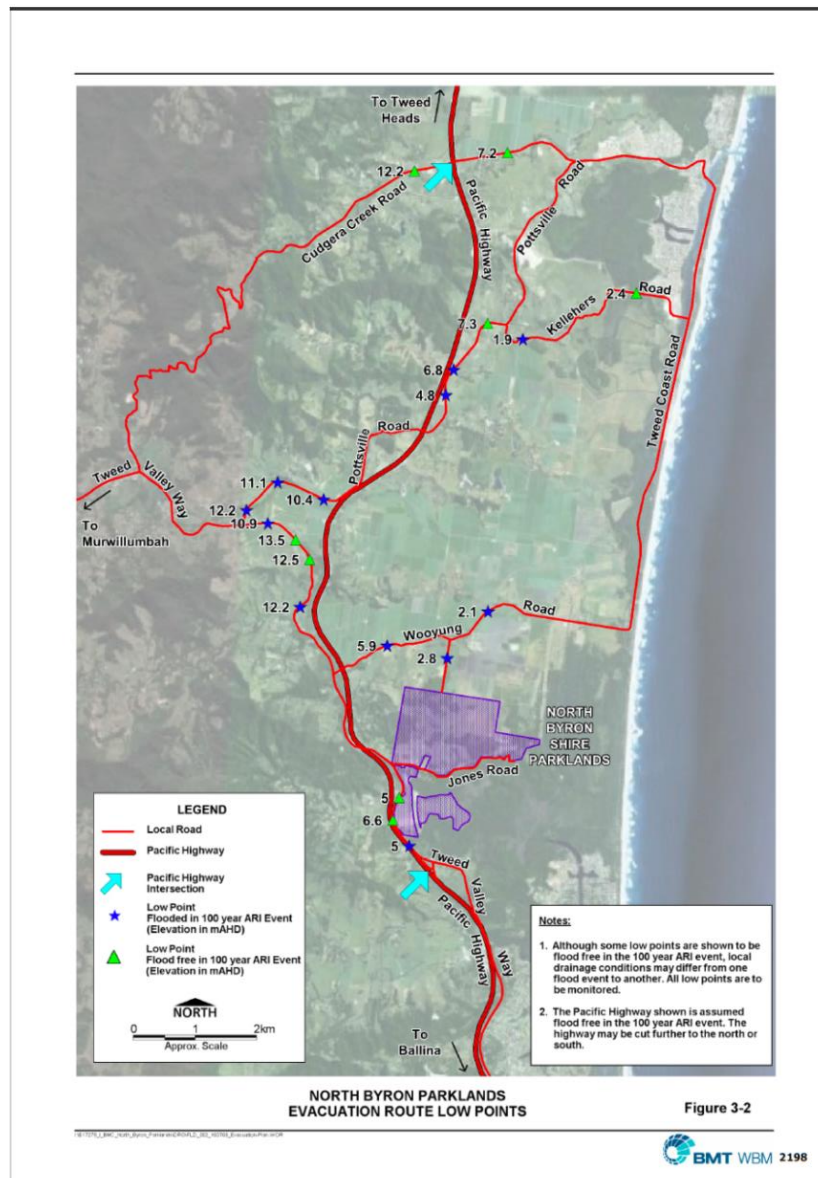 To Tweed
Heads
7.2
12.2
Cudgera Creek Road
Pacific Highway
Pottsville Road
2.4
Road
7.3
Kellehers
1.9
6.8
4.8
Tweed Coast Road
Road
Pottsville
11.1
Tweed
Valley Way
12.2
10.4
To
Murwillumbah
10.9
13.5
12.5
12.2
2.1
Road
Wooyung
5.9
2.8
NORTH
BYRON
SHIRE
PARKLANDS
Jones Road
5
6.6
5
Tweed
Valley
Way
Pacific Highway
To
Ballina
LEGEND
Local Road
Pacific Highway
Pacific Highway
Intersection
Low Point
Flooded in 100 year ARI Event
(Elevation in mAHD)
Low Point
Flood free in 100 year ARI Event
(Elevation in mAHD)
NORTH
0 1 2km
Approx. Scale
Notes:
1. Although some low points are shown to be
flood free in the 100 year ARI event, local
drainage conditions may differ from one
flood event to another. All low points are to
be monitored.
2. The Pacific Highway shown is assumed
flood free in the 100 year ARI event. The
highway may be cut further to the north or
south.
NORTH BYRON PARKLANDS
EVACUATION ROUTE LOW POINTS
Figure 3-2
BMT WBM 2198